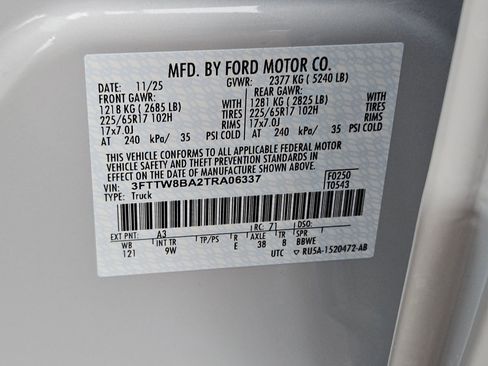 MFD. BY FORD MOTOR CO.
DATE: 11/25 GVWR: 2377 KG ( 5240 LB)
FRONT GAWR: REAR GAWR:
1218 KG ( 2685 LB) WITH 1281 KG ( 2825 LB) WITH
225/65R17 102H TIRES 225/65R17 102H TIRES
17x7.0J RIMS 17x7.0J RIMS
AT 240 kPa/ 35 PSI COLD AT 240 kPa/ 35 PSI COLD
THIS VEHICLE CONFORMS TO ALL APPLICABLE FEDERAL MOTOR
VEHICLE SAFETY AND THEFT PREVENTION STANDARDS IN EFFECT ON THE DATE OF MANUFACTURE SHOWN ABOVE.
VIN: 3FTTW8BA2TRA06337 F0250
TYPE: Truck T0543
EXT PNT: A3 RC: 71 DSO:
WB INT TR TP/PS R AXLE TR SPR
121 9W E 38 8 BBWE
UTC ▽ RU5A-1520472-AB